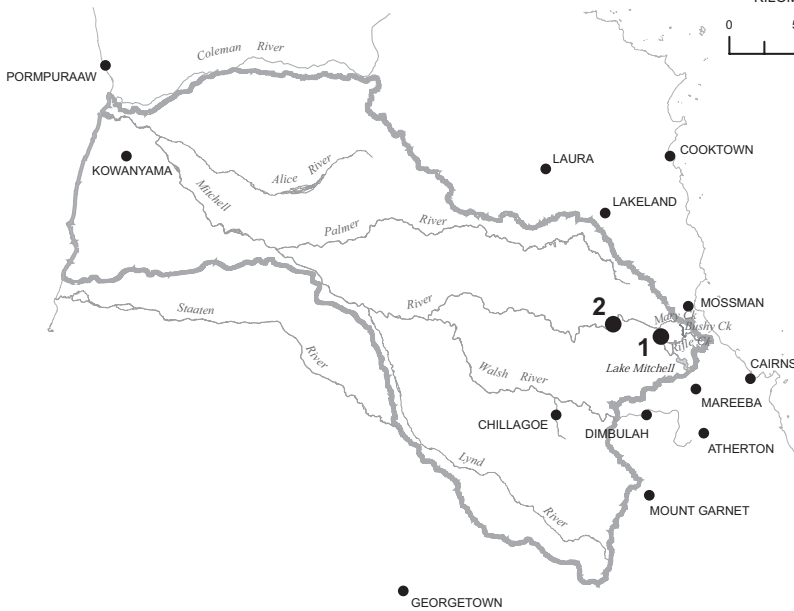 0
Coleman River
PORMPURAAW
COOKTOWN
LAURA
KOWANYAMA
Alice River
Mitchell
LAKELAND
Palmer River
River
MOSSMAN
Staaten
2
Mary Ck
Bushy Ck
1
Rifle Ck
River
Walsh River
Lake Mitchell
CAIRNS
MAREEBA
CHILLAGOE
DIMBULAH
ATHERTON
Lynd
MOUNT GARNET
River
GEORGETOWN